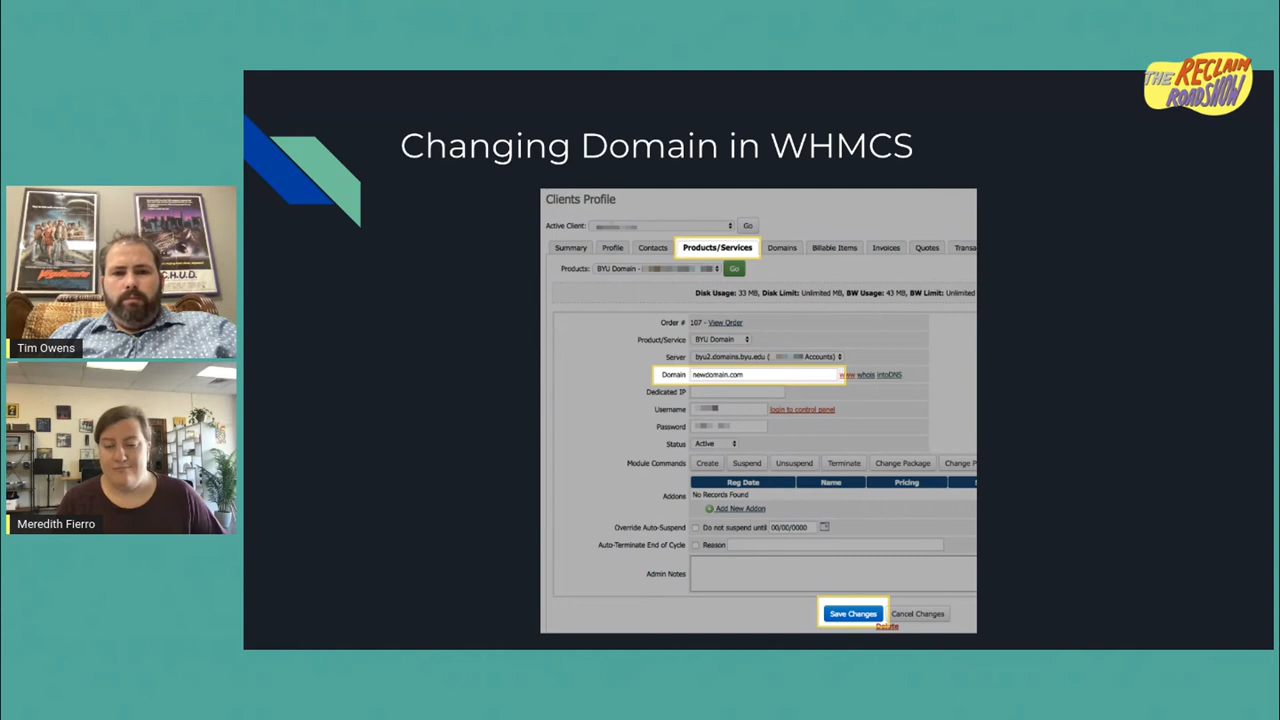 THE RECLAIM ROADSHOW
Changing Domain in WHMCS
Clients Profile
Active Client: Go
Summary Profile Contacts Products/Services Domains Billable Items Invoices Quotes Transa
Products: BYU Domain - Go
Disk Usage: 33 MB, Disk Limit: Unlimited MB, BW Usage: 43 MB, BW Limit: Unlimited
Order # 107 - View Order
Product/Service BYU Domain
Server byu2.domains.byu.edu ( Accounts)
Domain newdomain.com www whois intoDNS
Dedicated IP
Username login to control panel
Password
Status Active
Module Commands Create Suspend Unsuspend Terminate Change Package Change P
Reg Date Name Pricing S
Addons No Records Found
Add New Addon
Override Auto-Suspend Do not suspend until 00/00/0000
Auto-Terminate End of Cycle Reason
Admin Notes
Save Changes Cancel Changes
Delete
Vigilante
C.H.U.D.
Tim Owens
Meredith Fierro